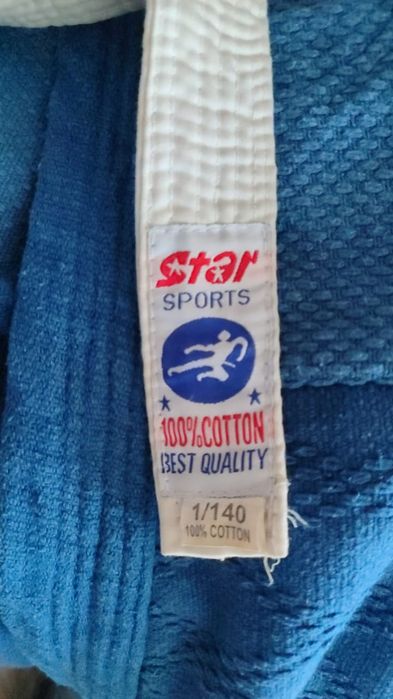 Star
SPORTS
100%COTTON
BEST QUALITY
1/140
100% COTTON